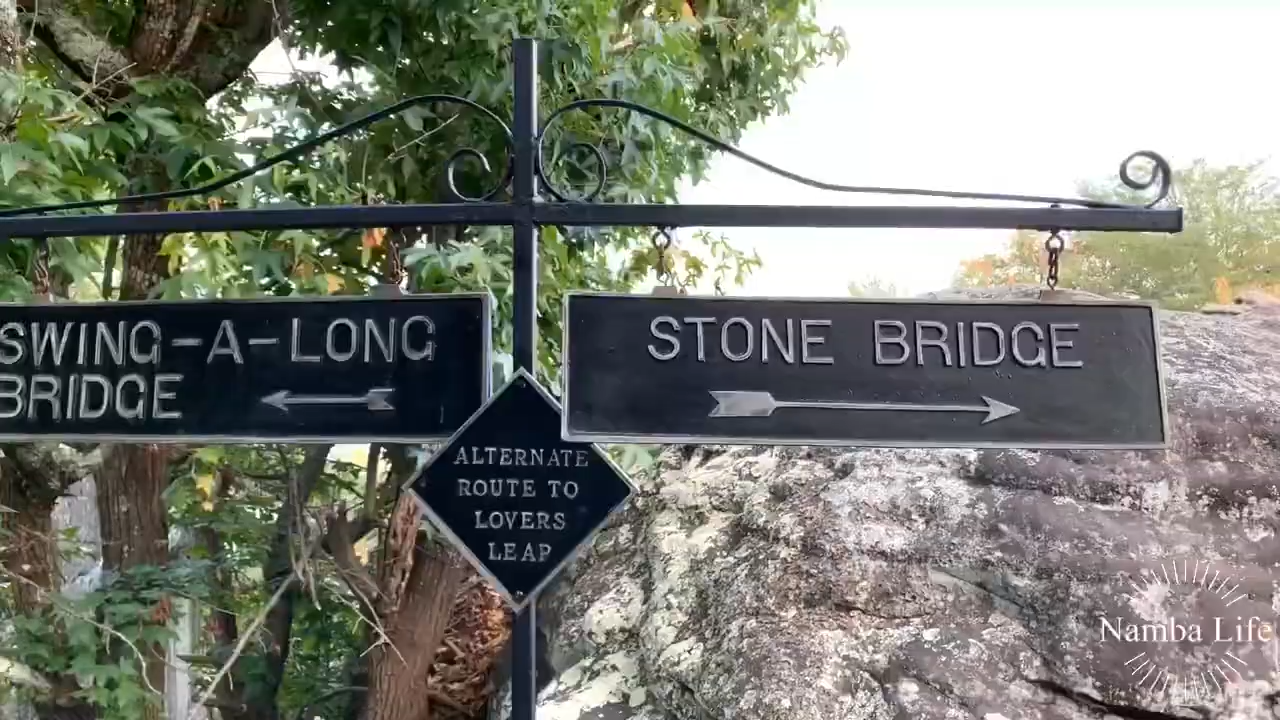 SWING-A-LONG
BRIDGE
STONE BRIDGE
ALTERNATE
ROUTE TO
LOVERS
LEAP
Namba Life